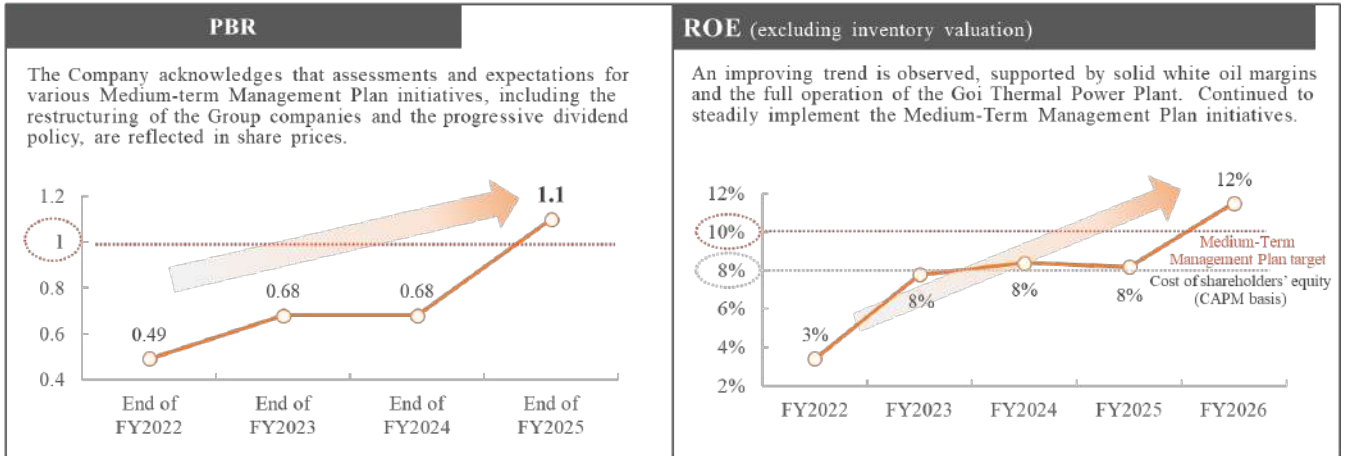 PBR
The Company acknowledges that assessments and expectations for
various Medium-term Management Plan initiatives, including the
restructuring of the Group companies and the progressive dividend
policy, are reflected in share prices.
1.2
1
0.8
0.6
0.4
0.49
0.68
0.68
1.1
End of
FY2022
End of
FY2023
End of
FY2024
End of
FY2025
ROE (excluding inventory valuation)
An improving trend is observed, supported by solid white oil margins
and the full operation of the Goi Thermal Power Plant. Continued to
steadily implement the Medium-Term Management Plan initiatives.
12%
10%
8%
6%
4%
2%
3%
8%
8%
8%
12%
Medium-Term
Management Plan target
Cost of shareholders' equity
(CAPM basis)
FY2022
FY2023
FY2024
FY2025
FY2026